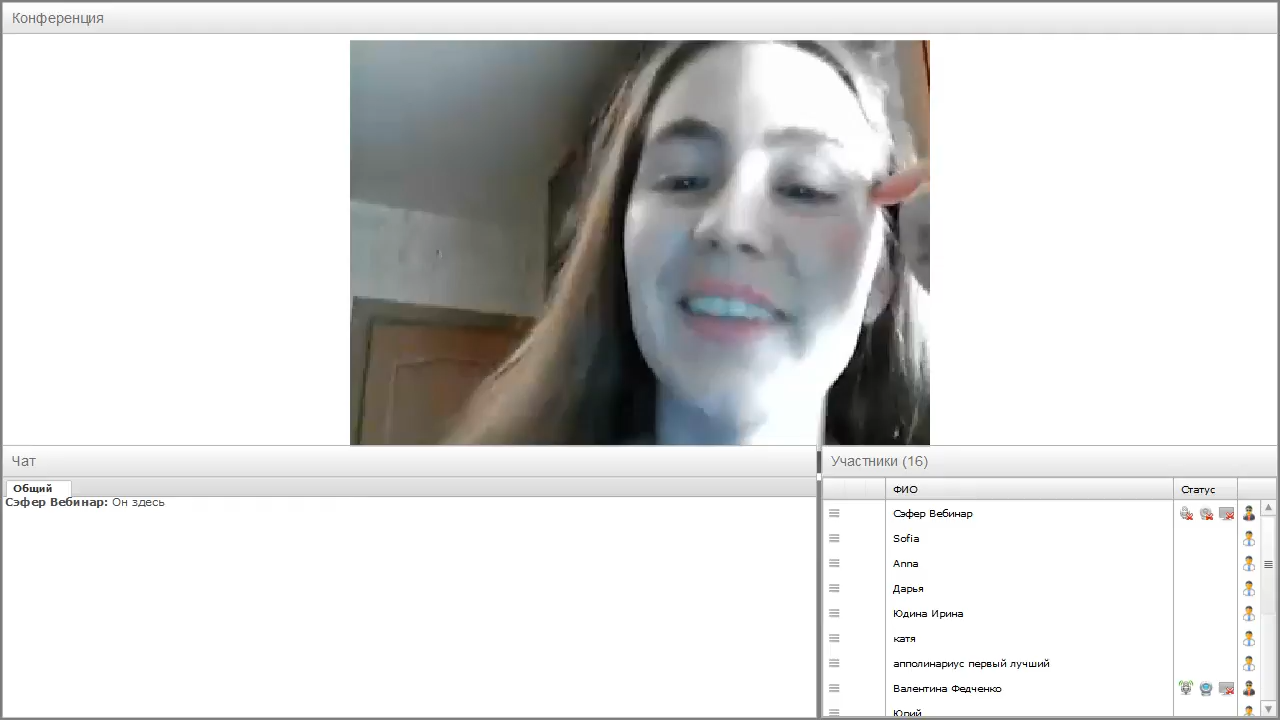 Конференция
Чат
Участники (16)
Общий
ФИО
Статус
Сэфер Вебинар: Он здесь
Сэфер Вебинар
Sofia
Anna
Дарья
Юдина Ирина
катя
апполинариус первый лучший
Валентина Федченко
Юрий